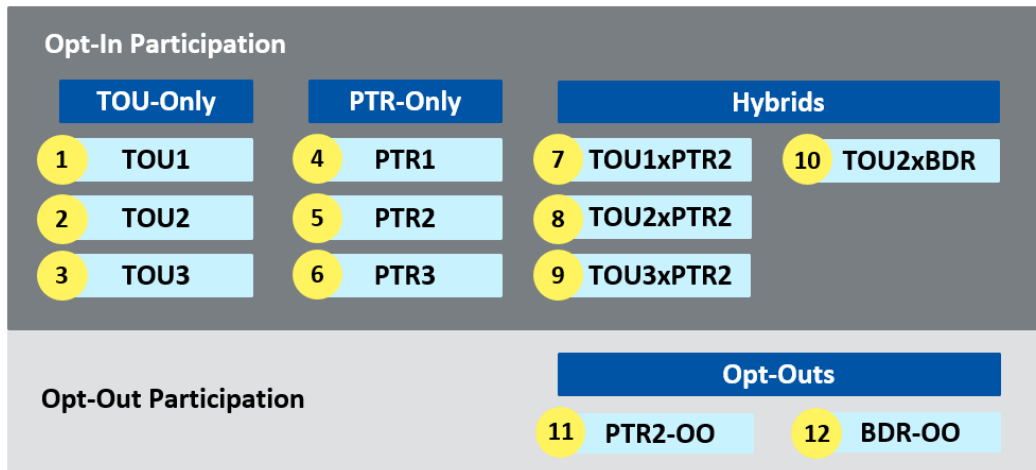 Opt-In Participation
TOU-Only
PTR-Only
Hybrids
1 TOU1
4 PTR1
7 TOU1xPTR2
10 TOU2xBDR
2 TOU2
5 PTR2
8 TOU2xPTR2
3 TOU3
6 PTR3
9 TOU3xPTR2
Opt-Out Participation
Opt-Outs
11 PTR2-OO
12 BDR-OO